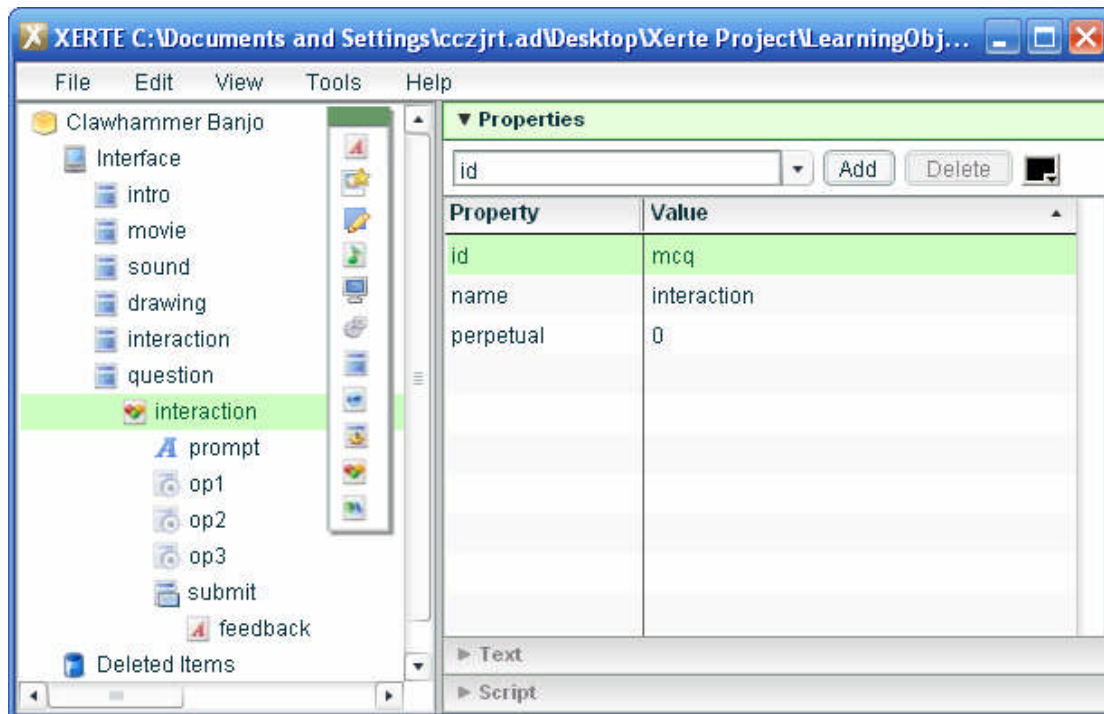 XERTE C:\Documents and Settings\cczjrt.ad\Desktop\Xerte Project\LearningObj...
File Edit View Tools Help
Clawhammer Banjo
Interface
intro
movie
sound
drawing
interaction
question
interaction
prompt
op1
op2
op3
submit
feedback
Deleted Items
Properties
id Add Delete
Property Value
id mcq
name interaction
perpetual 0
Text
Script